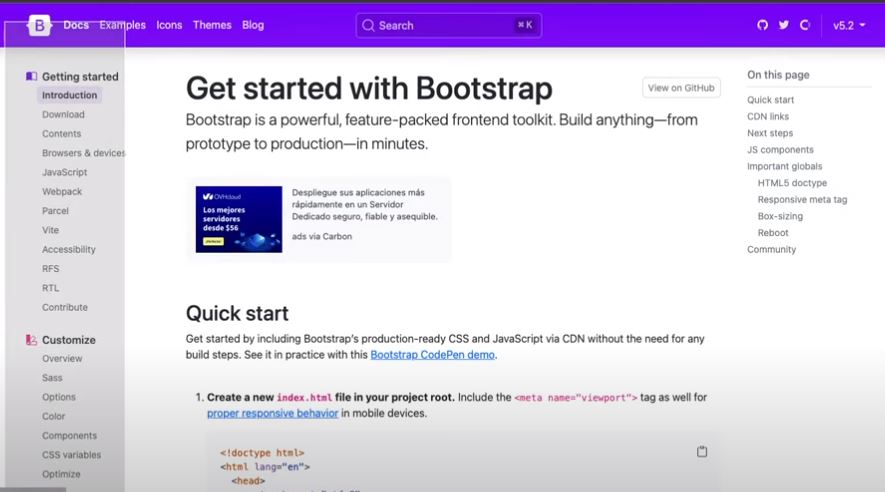 B Docs Examples Icons Themes Blog Search ⌘ K v5.2
Getting started
Introduction
Download
Contents
Browsers & devices
JavaScript
Webpack
Parcel
Vite
Accessibility
RFS
RTL
Contribute
Customize
Overview
Sass
Options
Color
Components
CSS variables
Optimize
Get started with Bootstrap
View on GitHub
Bootstrap is a powerful, feature-packed frontend toolkit. Build anything—from
prototype to production—in minutes.
OVHcloud
Los mejores
servidores
desde $56
Despliegue sus aplicaciones más
rápidamente en un Servidor
Dedicado seguro, fiable y asequible.
ads via Carbon
Quick start
Get started by including Bootstrap's production-ready CSS and JavaScript via CDN without the need for any
build steps. See it in practice with this Bootstrap CodePen demo.
1. Create a new index.html file in your project root. Include the <meta name="viewport"> tag as well for
proper responsive behavior in mobile devices.
<!doctype html>
<html lang="en">
<head>
On this page
Quick start
CDN links
Next steps
JS components
Important globals
HTML5 doctype
Responsive meta tag
Box-sizing
Reboot
Community